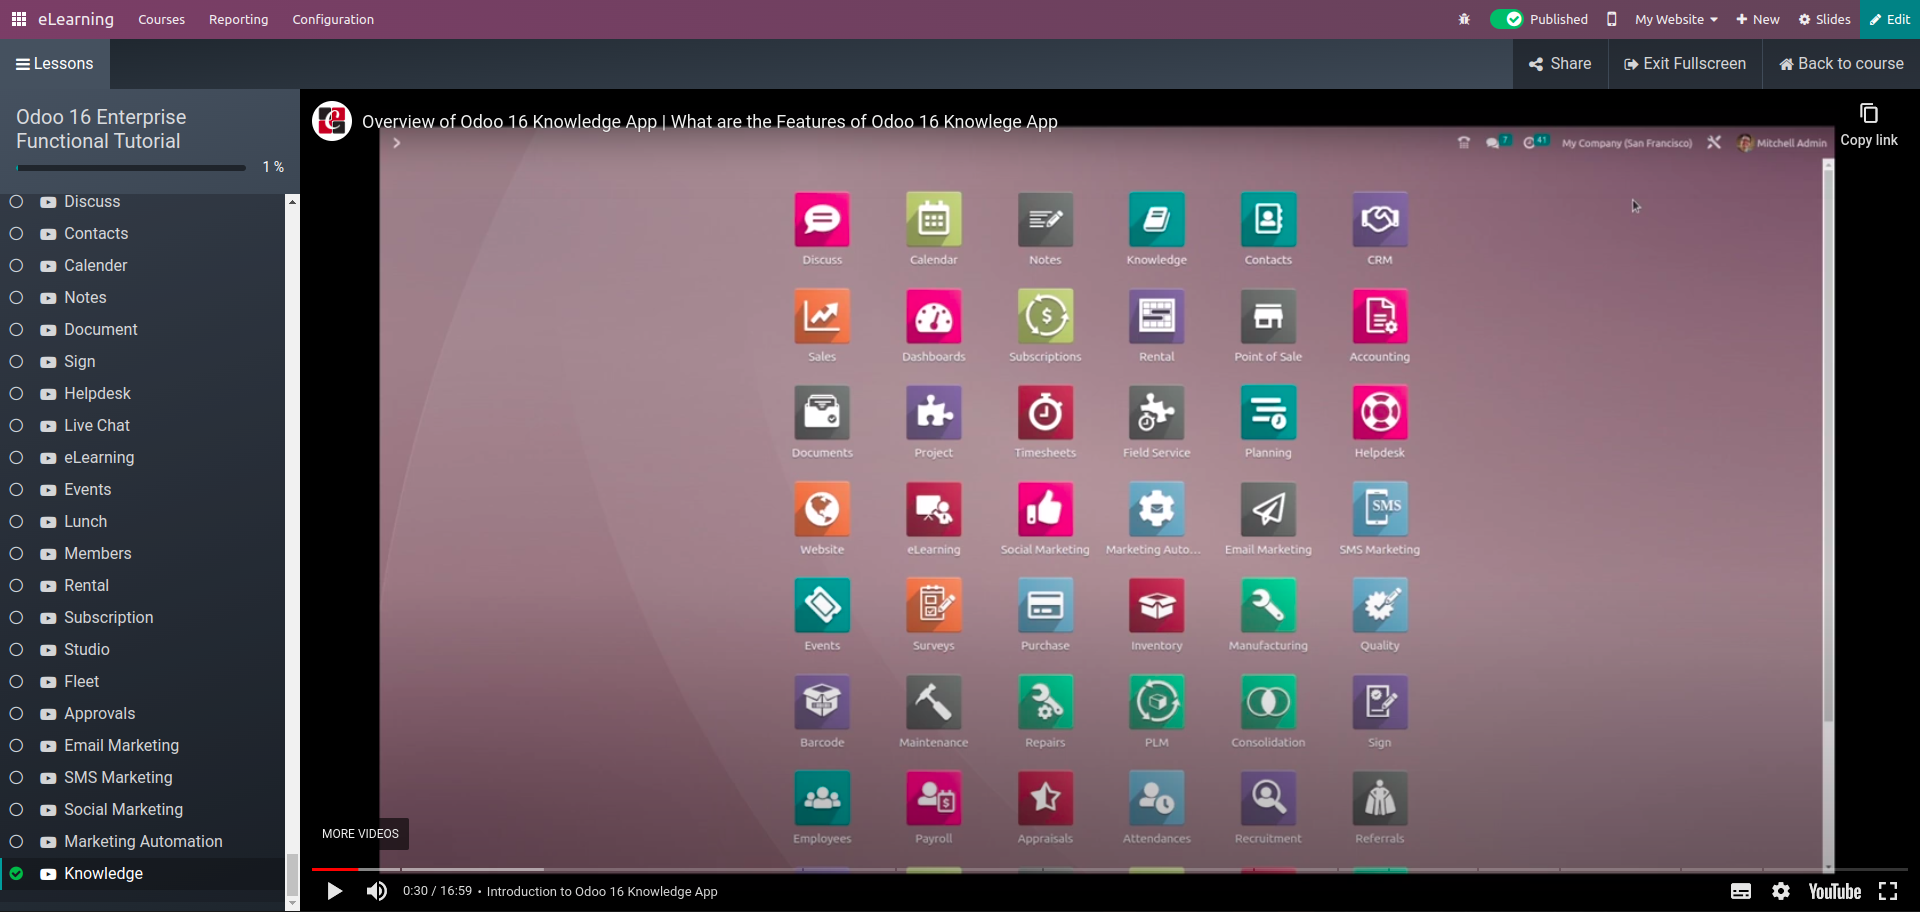 eLearning Courses Reporting Configuration Published My Website New Slides Edit
Lessons Share Exit Fullscreen Back to course
Odoo 16 Enterprise
Functional Tutorial
1 %
Discuss
Contacts
Calender
Notes
Document
Sign
Helpdesk
Live Chat
eLearning
Events
Lunch
Members
Rental
Subscription
Studio
Fleet
Approvals
Email Marketing
SMS Marketing
Social Marketing
Marketing Automation
Knowledge
Overview of Odoo 16 Knowledge App | What are the Features of Odoo 16 Knowlege App
Copy link
7 41 My Company (San Francisco) Mitchell Admin
Discuss Calendar Notes Knowledge Contacts CRM
Sales Dashboards Subscriptions Rental Point of Sale Accounting
Documents Project Timesheets Field Service Planning Helpdesk
SMS
Website eLearning Social Marketing Marketing Auto... Email Marketing SMS Marketing
Events Surveys Purchase Inventory Manufacturing Quality
Barcode Maintenance Repairs PLM Consolidation Sign
Employees Payroll Appraisals Attendances Recruitment Referrals
MORE VIDEOS
0:30 / 16:59 • Introduction to Odoo 16 Knowledge App YouTube